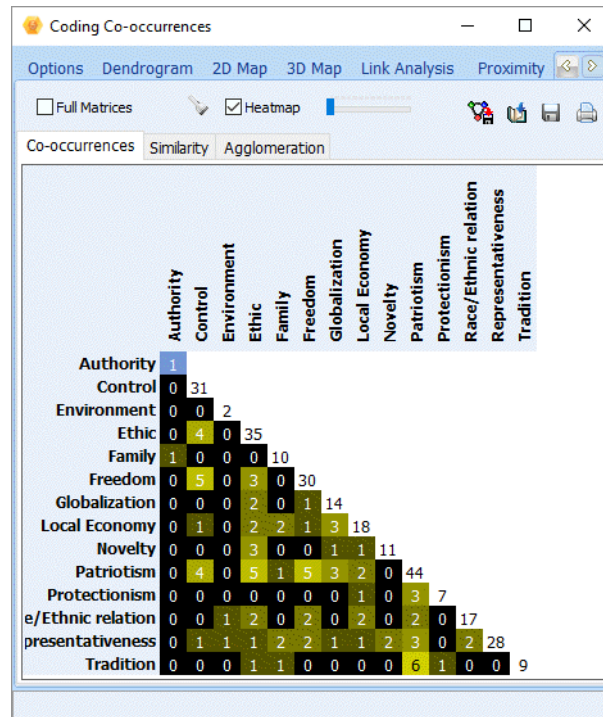 Coding Co-occurrences
Options Dendrogram 2D Map 3D Map Link Analysis Proximity
Full Matrices Heatmap
Co-occurrences Similarity Agglomeration
Authority Control Environment Ethic Family Freedom Globalization Local Economy Novelty Patriotism Protectionism Race/Ethnic relation Representativeness Tradition
Authority 1
Control 0 31
Environment 0 0 2
Ethic 0 4 0 35
Family 1 0 0 0 10
Freedom 0 5 0 3 0 30
Globalization 0 0 0 2 0 1 14
Local Economy 0 1 0 2 2 1 3 18
Novelty 0 0 0 3 0 0 1 1 11
Patriotism 0 4 0 5 1 5 3 2 0 44
Protectionism 0 0 0 0 0 0 0 1 0 3 7
e/Ethnic relation 0 0 1 2 0 2 0 2 0 2 0 17
presentativeness 0 1 1 1 2 2 1 1 2 3 0 2 28
Tradition 0 0 0 1 1 0 0 0 0 6 1 0 0 9